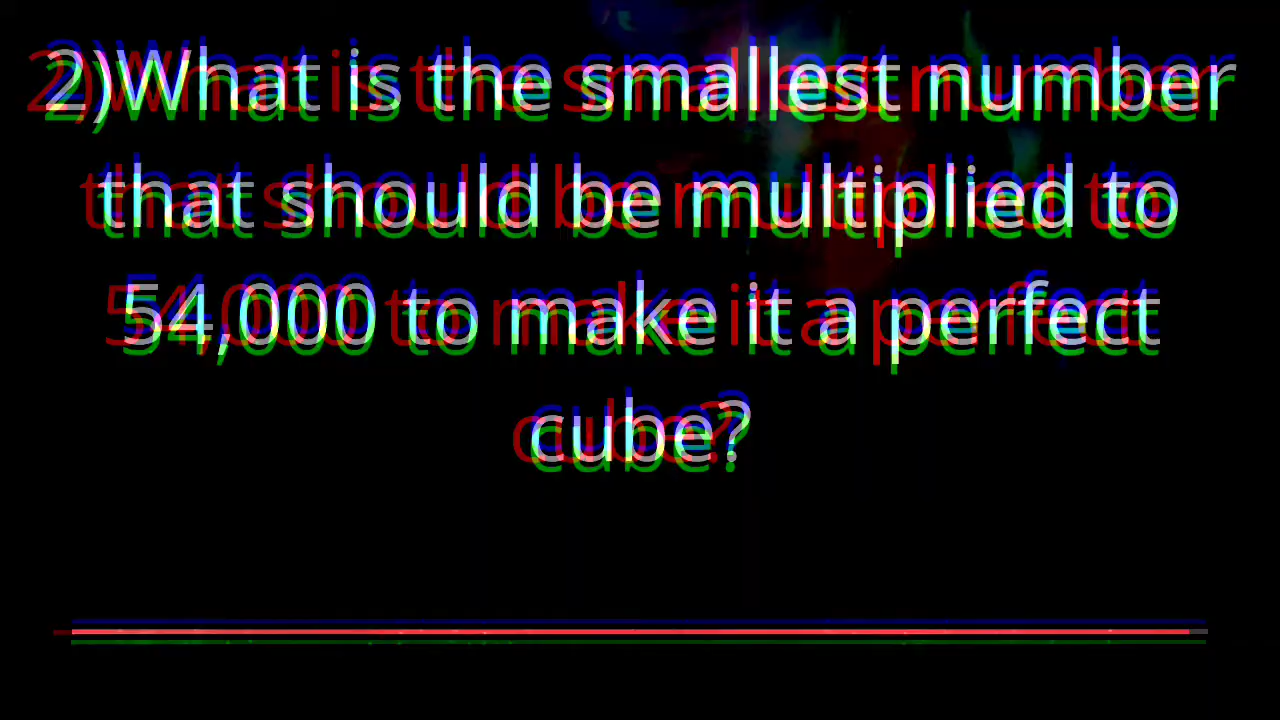 2)What is the smallest number
that should be multiplied to
54,000 to make it a perfect
cube?